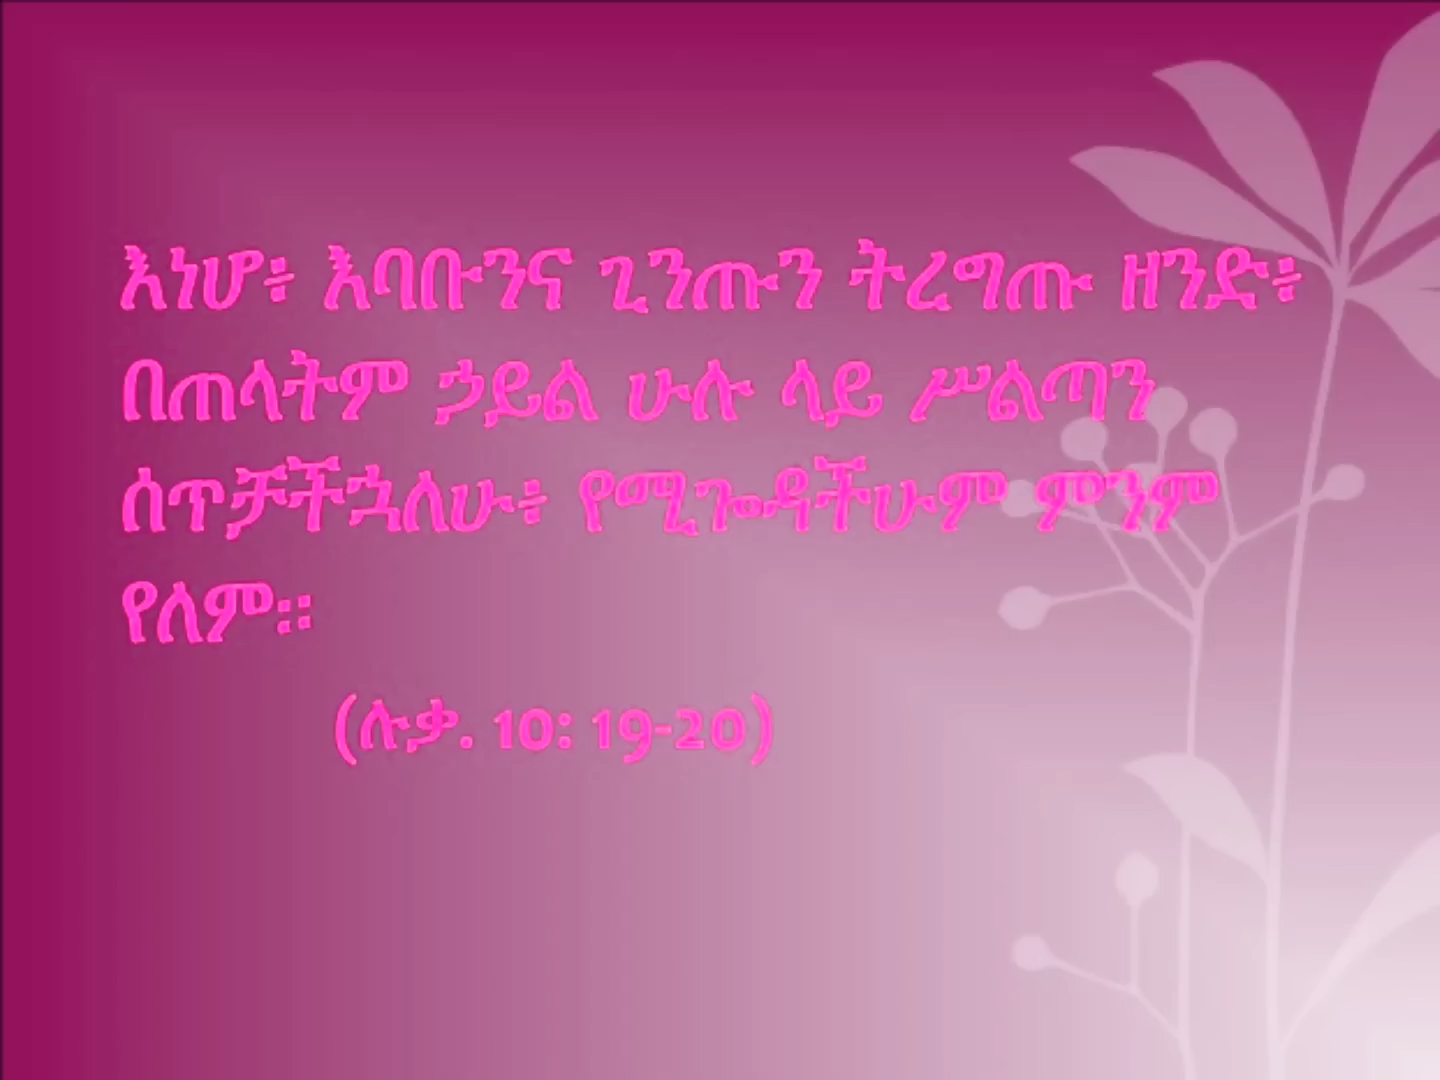 እነሆ፥ እባቡንና ጊንጡን ትረግጡ ዘንድ፥
በጠላትም ኃይል ሁሉ ላይ ሥልጣን
ሰጥቻችኋለሁ፥ የሚጐዳችሁም ምንም
የለም።
(ሉቃ. 10: 19-20)